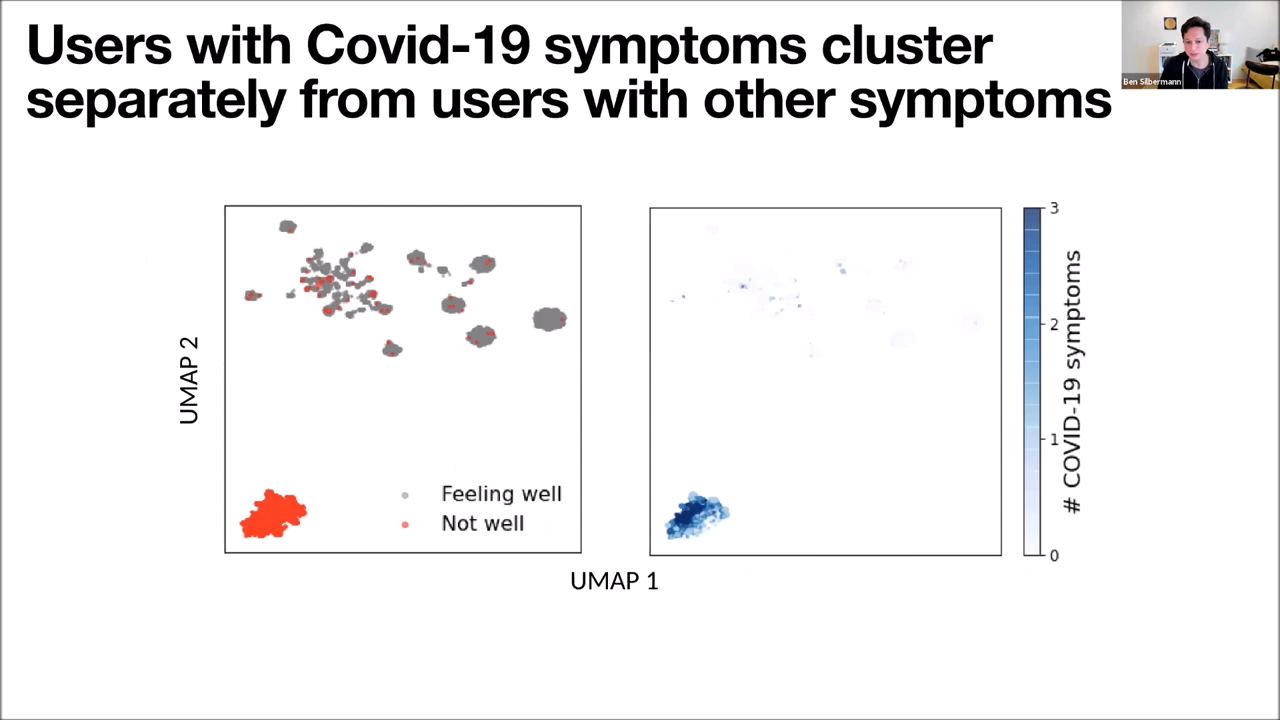 Users with Covid-19 symptoms cluster
separately from users with other symptoms
Ben Silbermann
UMAP 2
Feeling well
Not well
UMAP 1
3
2
1
0
# COVID-19 symptoms